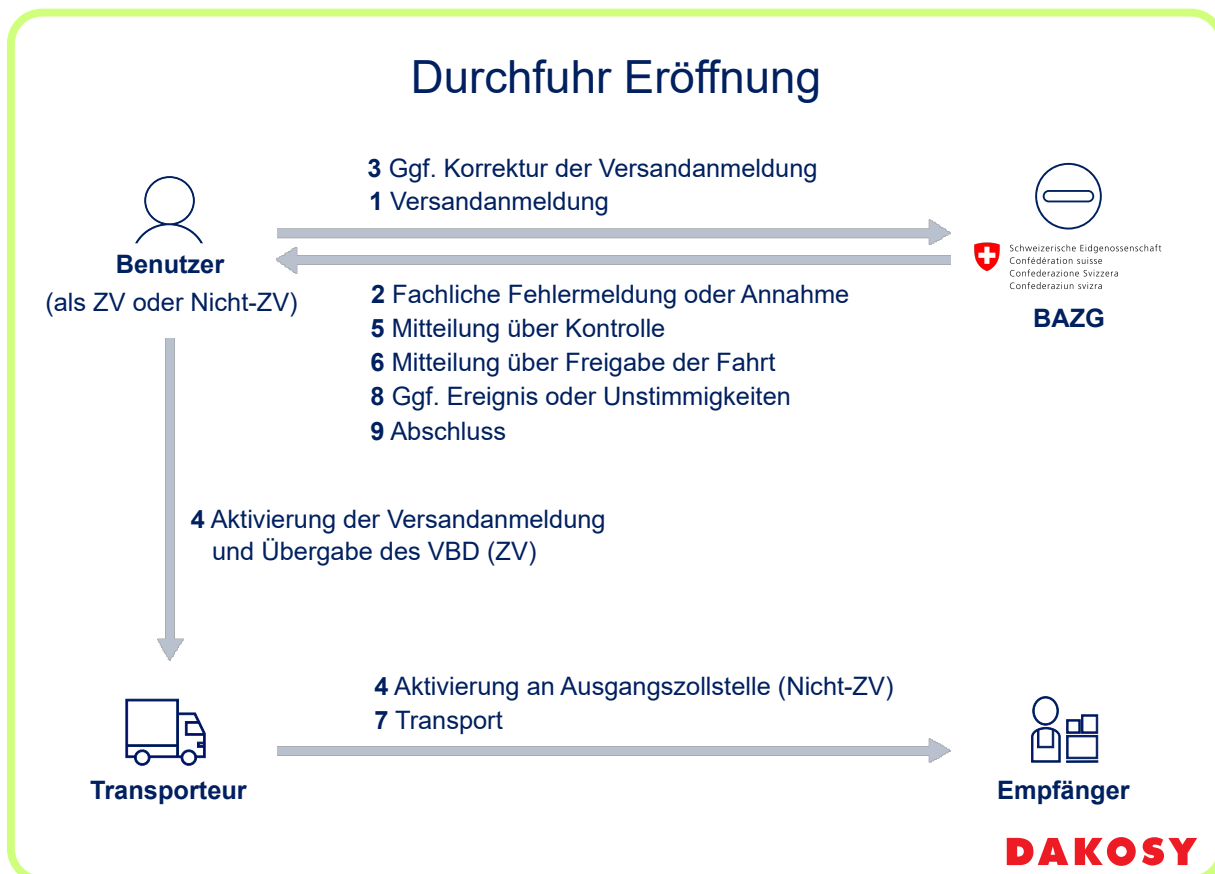 Durchfuhr Eröffnung
3 Ggf. Korrektur der Versandanmeldung
1 Versandanmeldung
Benutzer
(als ZV oder Nicht-ZV)
Schweizerische Eidgenossenschaft
Confédération suisse
Confederazione Svizzera
Confederaziun svizra
BAZG
2 Fachliche Fehlermeldung oder Annahme
5 Mitteilung über Kontrolle
6 Mitteilung über Freigabe der Fahrt
8 Ggf. Ereignis oder Unstimmigkeiten
9 Abschluss
4 Aktivierung der Versandanmeldung
und Übergabe des VBD (ZV)
4 Aktivierung an Ausgangszollstelle (Nicht-ZV)
7 Transport
Transporteur
Empfänger
DAKOSY